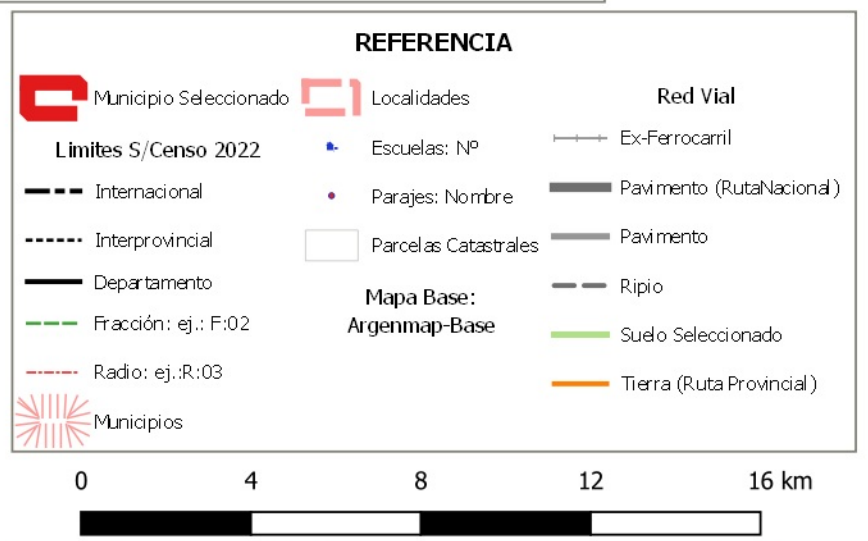 REFERENCIA
Municipio Seleccionado
Limites S/Censo 2022
Internacional
Interprovincial
Departamento
Fracción: ej.: F:02
Radio: ej.:R:03
Municipios
Localidades
Escuelas: Nº
Parajes: Nombre
Parcelas Catastrales
Mapa Base:
Argenmap-Base
Red Vial
Ex-Ferrocarril
Pavimento (RutaNacional)
Pavimento
Ripio
Suelo Seleccionado
Tierra (Ruta Provincial)
0 4 8 12 16 km